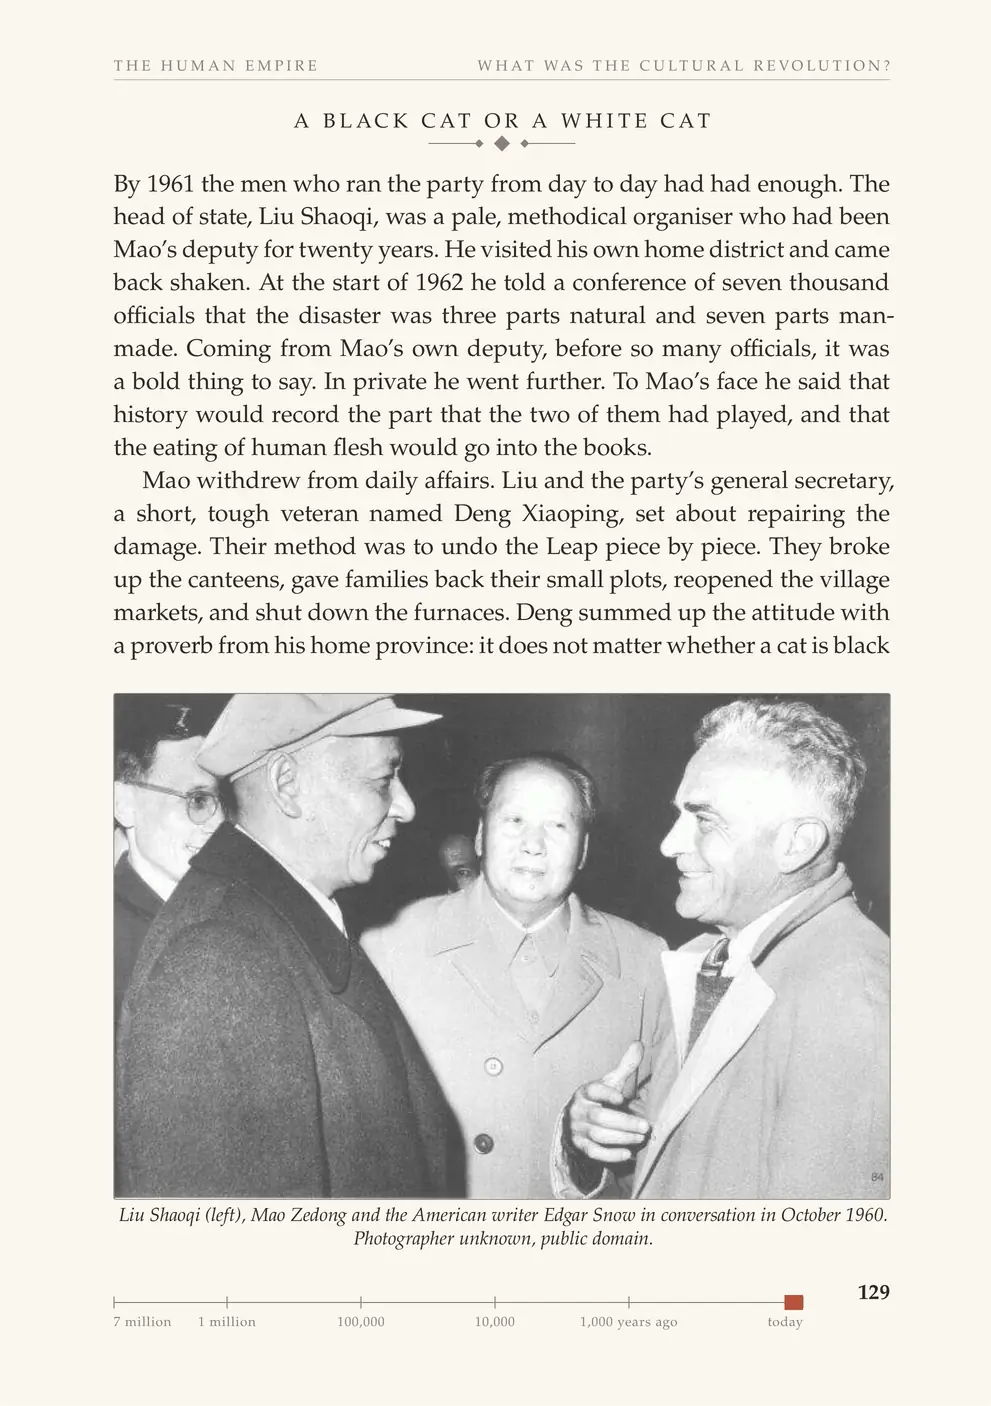 THE HUMAN EMPIRE
WHAT WAS THE CULTURAL REVOLUTION?
A BLACK CAT OR A WHITE CAT
By 1961 the men who ran the party from day to day had had enough. The
head of state, Liu Shaoqi, was a pale, methodical organiser who had been
Mao’s deputy for twenty years. He visited his own home district and came
back shaken. At the start of 1962 he told a conference of seven thousand
officials that the disaster was three parts natural and seven parts man-
made. Coming from Mao’s own deputy, before so many officials, it was
a bold thing to say. In private he went further. To Mao’s face he said that
history would record the part that the two of them had played, and that
the eating of human flesh would go into the books.
Mao withdrew from daily affairs. Liu and the party’s general secretary,
a short, tough veteran named Deng Xiaoping, set about repairing the
damage. Their method was to undo the Leap piece by piece. They broke
up the canteens, gave families back their small plots, reopened the village
markets, and shut down the furnaces. Deng summed up the attitude with
a proverb from his home province: it does not matter whether a cat is black
84
Liu Shaoqi (left), Mao Zedong and the American writer Edgar Snow in conversation in October 1960.
Photographer unknown, public domain.
129
7 million 1 million 100,000 10,000 1,000 years ago today